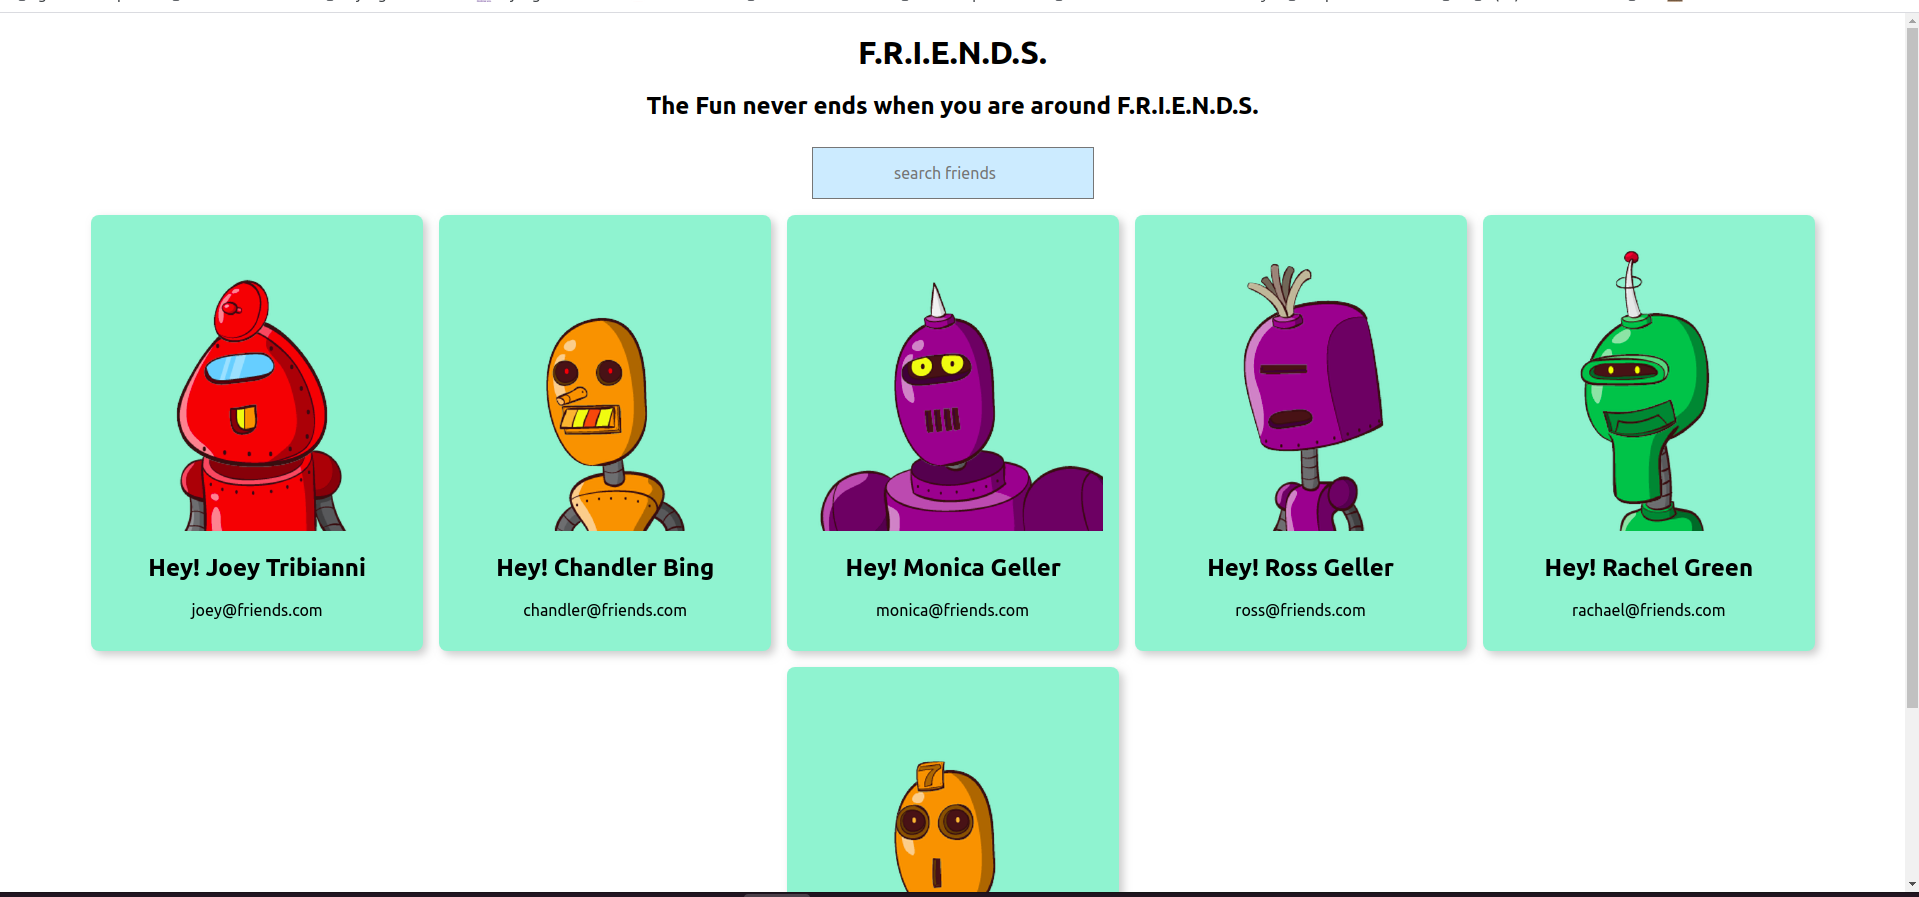 F.R.I.E.N.D.S.
The Fun never ends when you are around F.R.I.E.N.D.S.
search friends
Hey! Joey Tribianni
joey@friends.com
Hey! Chandler Bing
chandler@friends.com
Hey! Monica Geller
monica@friends.com
Hey! Ross Geller
ross@friends.com
Hey! Rachel Green
rachael@friends.com
7